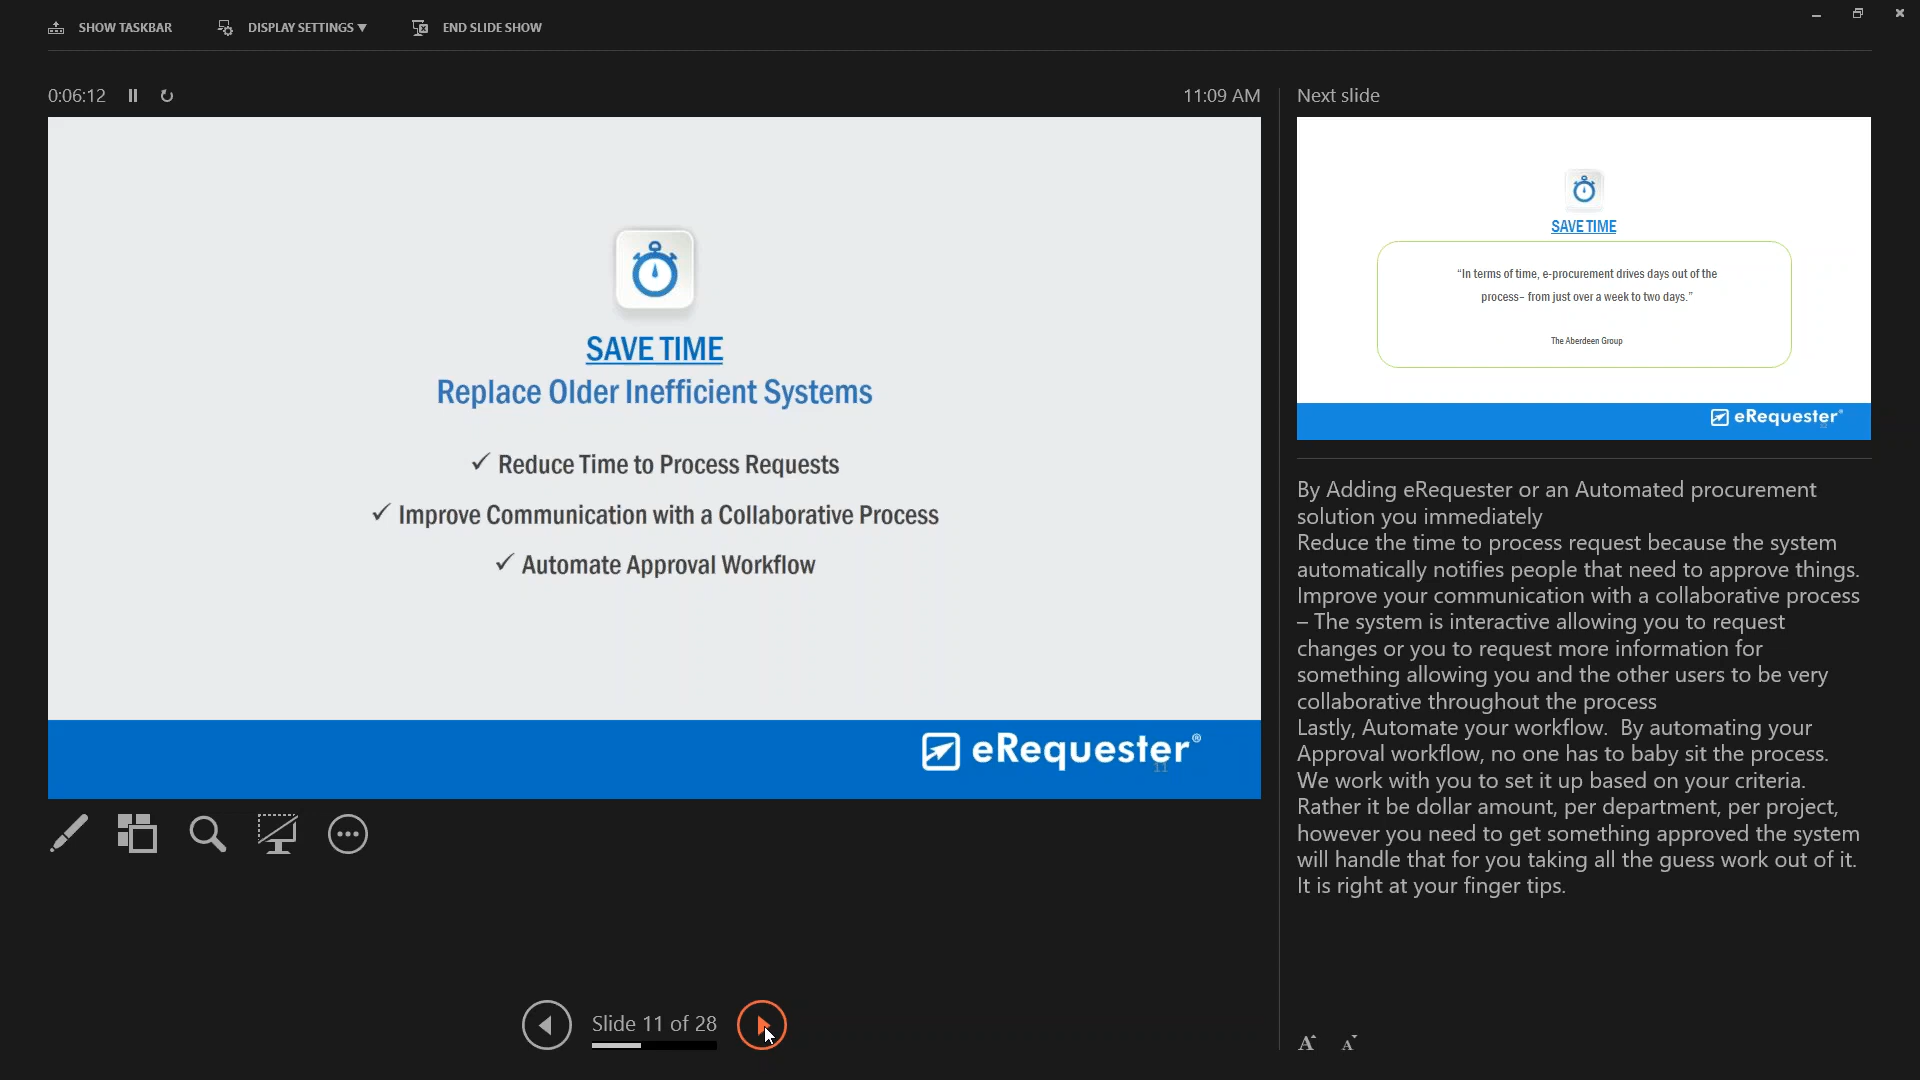 SHOW TASKBAR
DISPLAY SETTINGS ▼
END SLIDE SHOW
0:06:12
11:09 AM
Next slide
SAVE TIME
Replace Older Inefficient Systems
✓ Reduce Time to Process Requests
✓ Improve Communication with a Collaborative Process
✓ Automate Approval Workflow
eRequester®
11
SAVE TIME
“In terms of time, e-procurement drives days out of the
process– from just over a week to two days.”
The Aberdeen Group
eRequester®
By Adding eRequester or an Automated procurement
solution you immediately
Reduce the time to process request because the system
automatically notifies people that need to approve things.
Improve your communication with a collaborative process
– The system is interactive allowing you to request
changes or you to request more information for
something allowing you and the other users to be very
collaborative throughout the process
Lastly, Automate your workflow.  By automating your
Approval workflow, no one has to baby sit the process.
We work with you to set it up based on your criteria.
Rather it be dollar amount, per department, per project,
however you need to get something approved the system
will handle that for you taking all the guess work out of it.
It is right at your finger tips.
Slide 11 of 28
A A